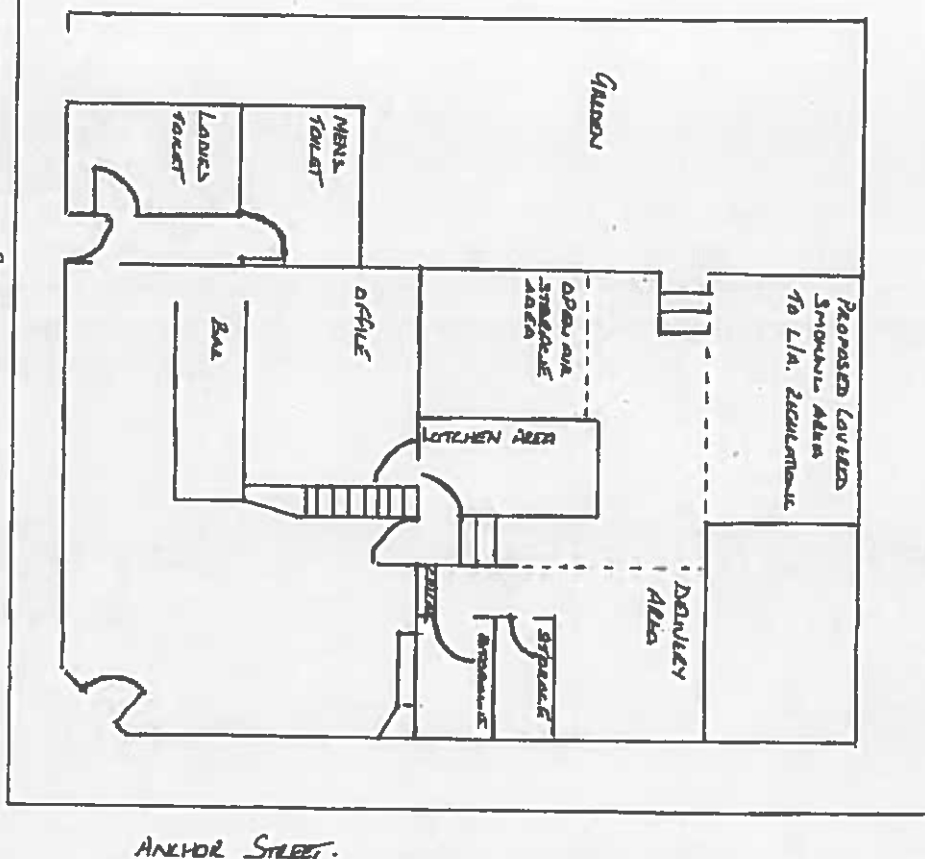 GARDEN
LADIES
TOILET
MENS
TOILET
PROPOSED COVERED
SMOKING AREA
TO L/A. REGULATIONS
OPEN AIR
STORAGE
AREA
OFFICE
BAR
KITCHEN AREA
DELIVERY
AREA
STORAGE
STORAGE
ANCHOR STREET.